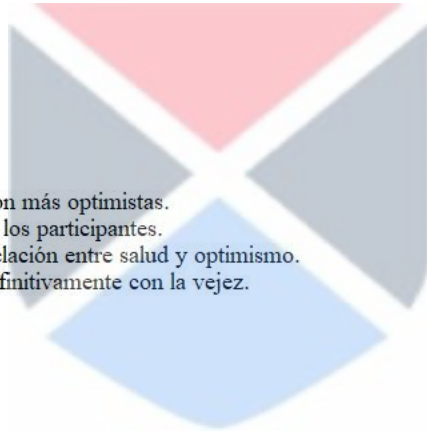 on más optimistas.
los participantes.
elación entre salud y optimismo.
finitivamente con la vejez.